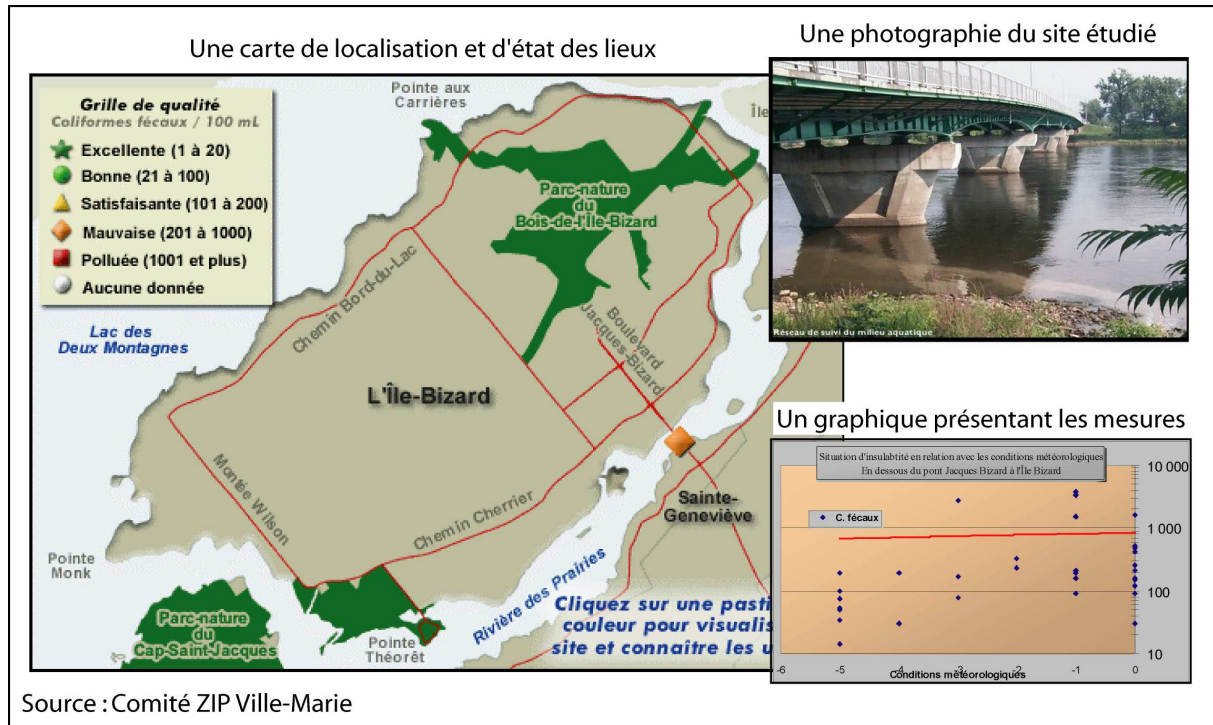 Une carte de localisation et d'état des lieux
Grille de qualité
Coliformes fécaux / 100 mL
Excellente (1 à 20)
Bonne (21 à 100)
Satisfaisante (101 à 200)
Mauvaise (201 à 1000)
Polluée (1001 et plus)
Aucune donnée
Pointe aux
Carrières
Île
Parc-nature
du
Bois-de-l'Île-Bizard
Chemin Bord-du-Lac
Lac des
Deux Montagnes
Boulevard
Jacques-Bizard
L'Île-Bizard
Montée Wilson
Chemin Cherrier
Sainte-
Geneviève
Pointe
Monk
Rivière des Prairies
Parc-nature
du
Cap-Saint-Jacques
Pointe
Théorêt
Cliquez sur une pasti
couleur pour visualis
site et connaître les u
Une photographie du site étudié
Réseau de suivi du milieu aquatique
Un graphique présentant les mesures
Situation d'insulabtité en relation avec les conditions météorologiques
En dessous du pont Jacques Bizard à l'Île Bizard
C. fécaux
10 000
1 000
100
10
-6 -5 -4 -3 -2 -1 0
Conditions météorologiques
Source : Comité ZIP Ville-Marie